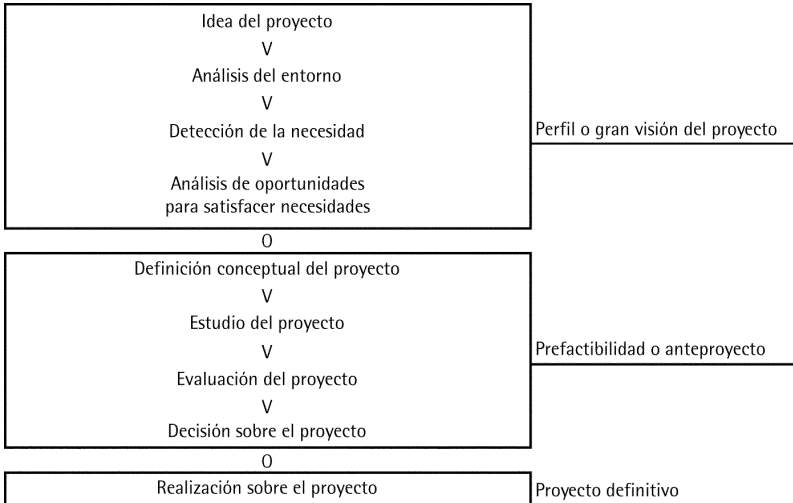 Idea del proyecto
V
Análisis del entorno
V
Detección de la necesidad
V
Análisis de oportunidades
para satisfacer necesidades
Perfil o gran visión del proyecto
O
Definición conceptual del proyecto
V
Estudio del proyecto
V
Evaluación del proyecto
V
Decisión sobre el proyecto
Prefactibilidad o anteproyecto
O
Realización sobre el proyecto
Proyecto definitivo